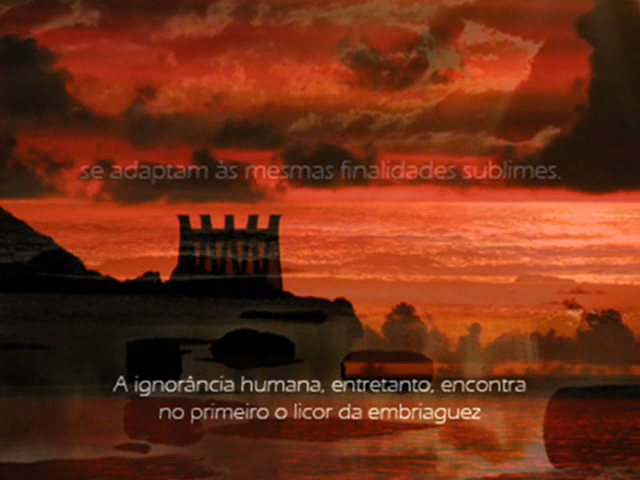 se adaptam às mesmas finalidades sublimes.
A ignorância humana, entretanto, encontra
no primeiro o licor da embriaguez